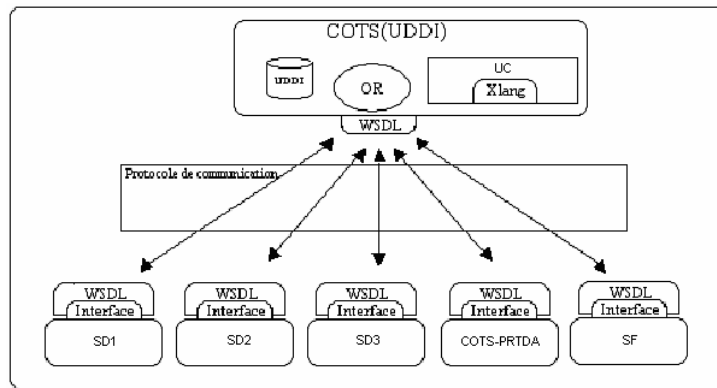 COTS(UDDI)
UDDI
OR
UC
Xlang
WSDL
Protocole de communication
WSDL
Interface
SD1
WSDL
Interface
SD2
WSDL
Interface
SD3
WSDL
Interface
COTS-PRTDA
WSDL
Interface
SF